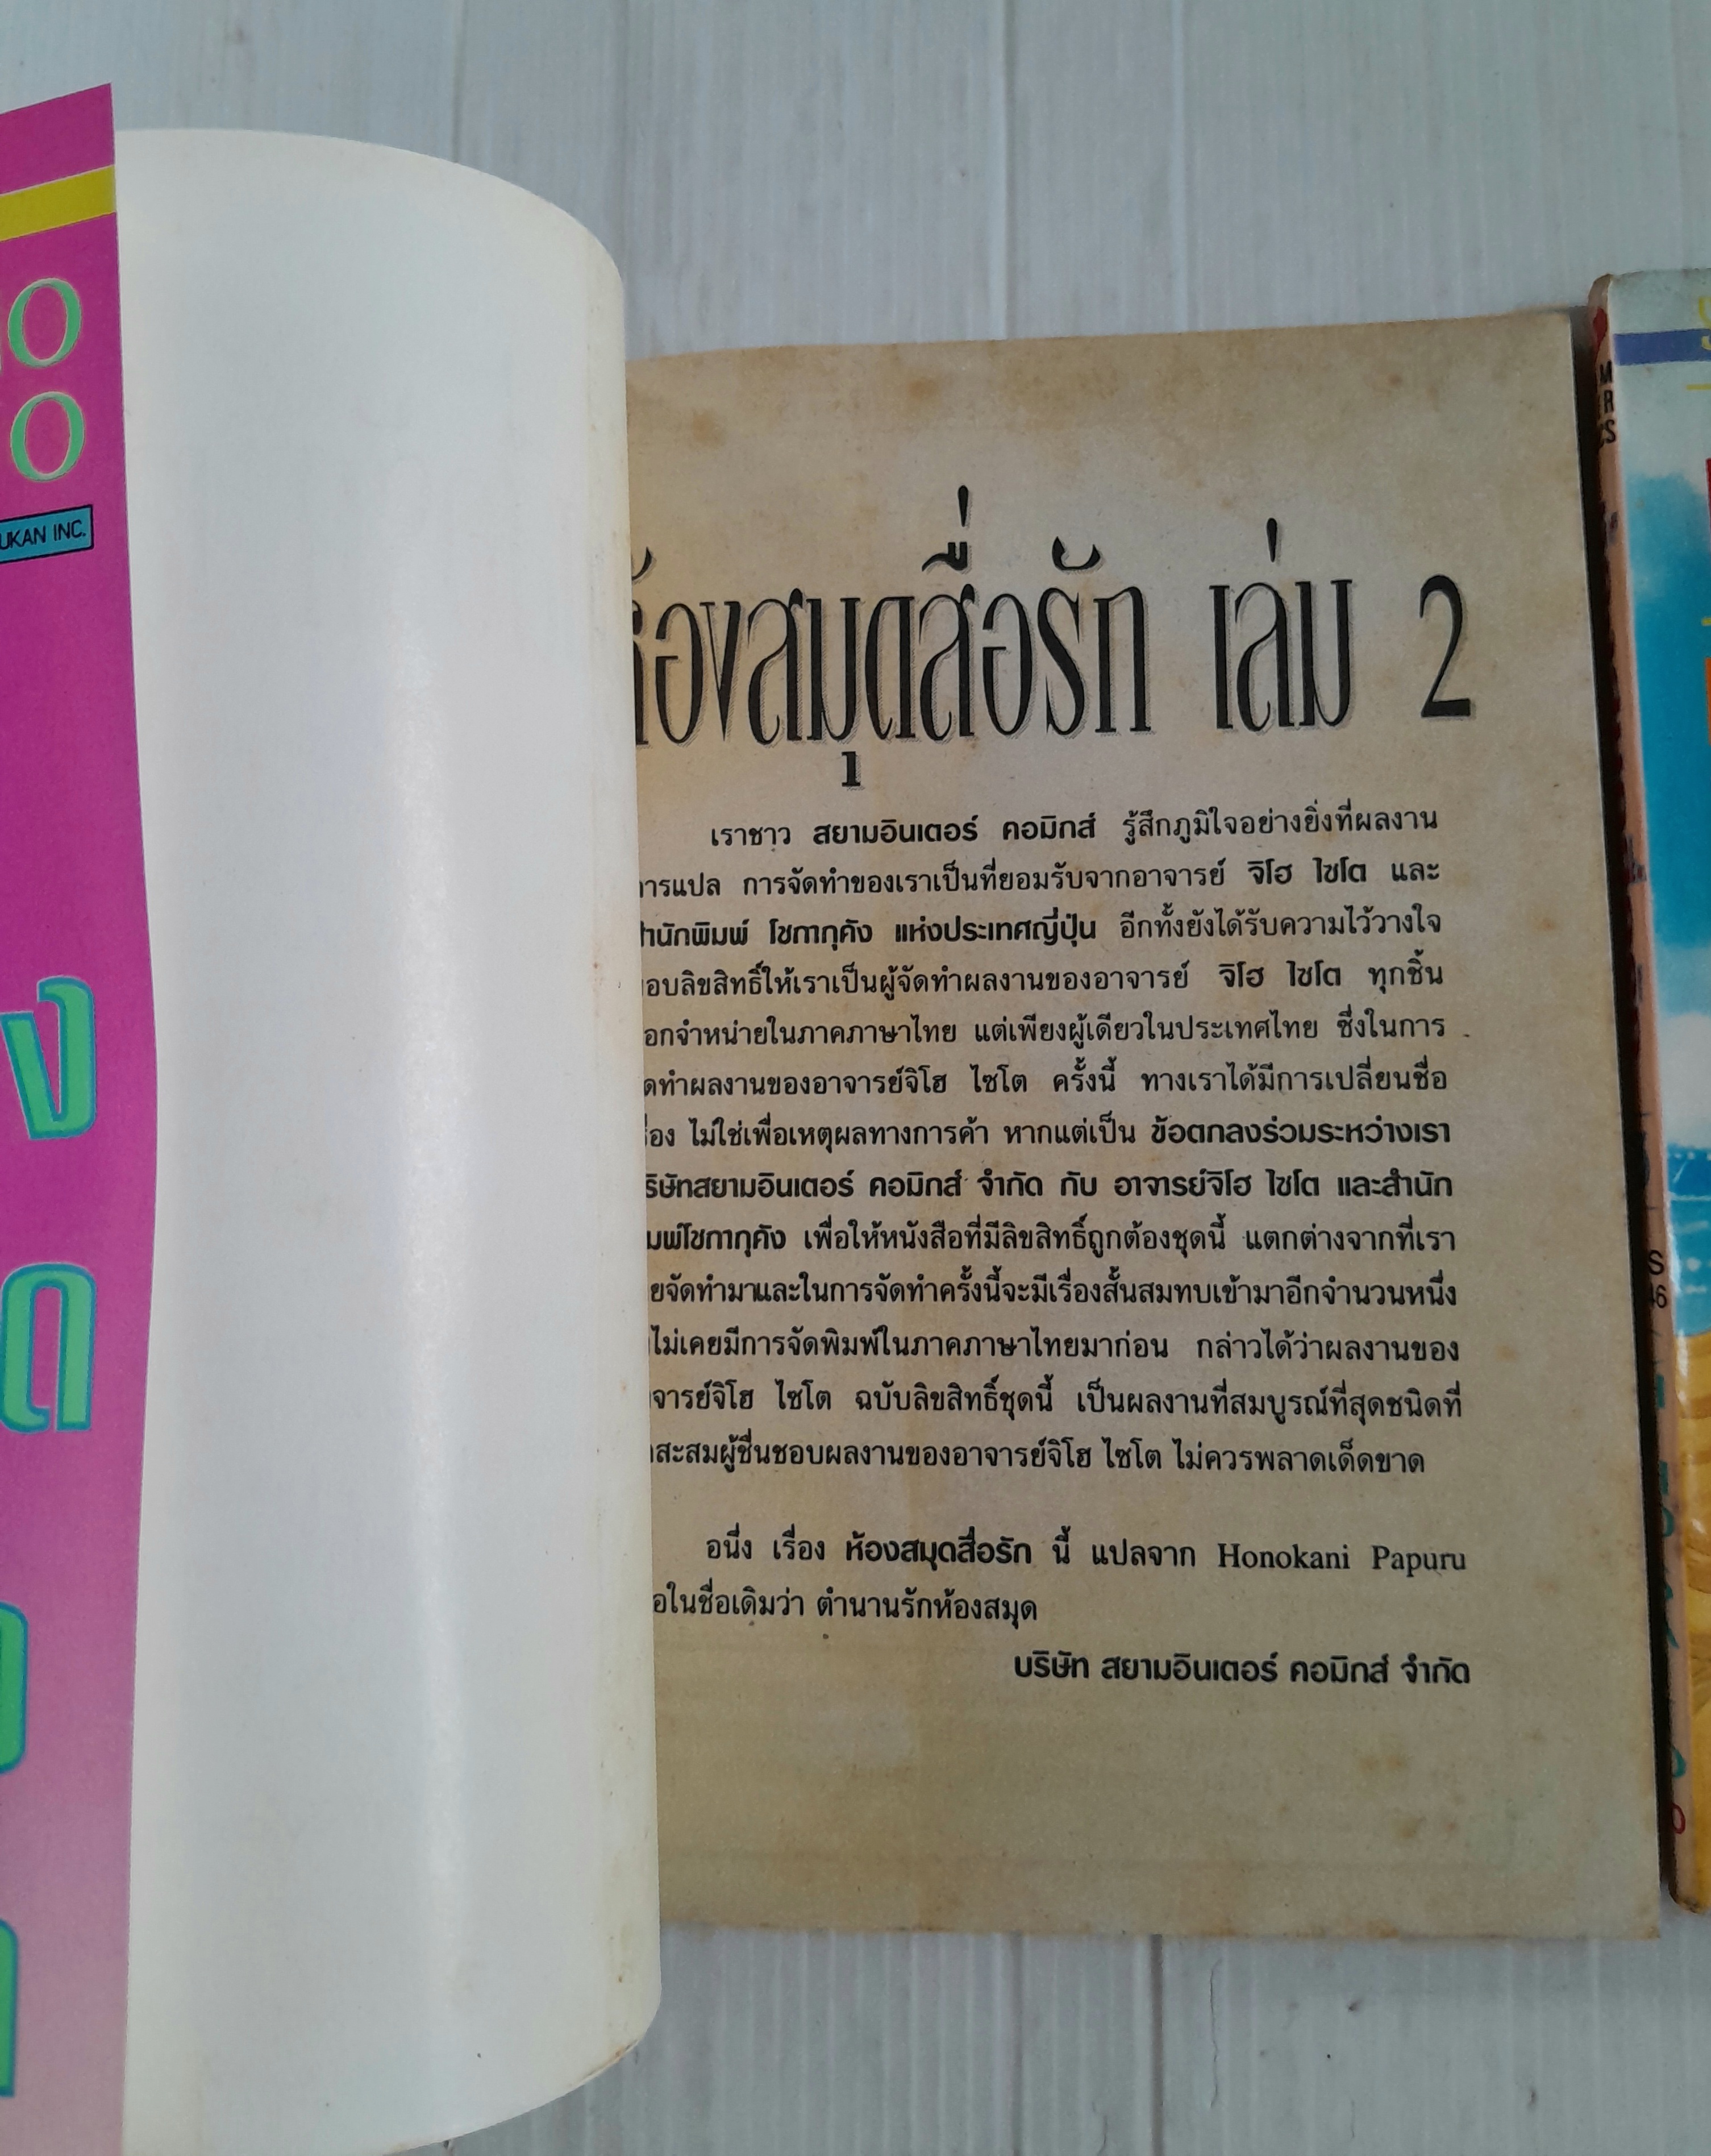 UKAN INC.
ห้องสมุดสื่อรัก เล่ม 2
เราชาว สยามอินเตอร์ คอมิกส์ รู้สึกภูมิใจอย่างยิ่งที่ผลงาน
การแปล การจัดทำของเราเป็นที่ยอมรับจากอาจารย์ จิโฮ ไซโต และ
สำนักพิมพ์ โชกากุคัง แห่งประเทศญี่ปุ่น อีกทั้งยังได้รับความไว้วางใจ
มอบลิขสิทธิ์ให้เราเป็นผู้จัดทำผลงานของอาจารย์ จิโฮ ไซโต ทุกชิ้น
ออกจำหน่ายในภาคภาษาไทย แต่เพียงผู้เดียวในประเทศไทย ซึ่งในการ
จัดทำผลงานของอาจารย์จิโฮ ไซโต ครั้งนี้ ทางเราได้มีการเปลี่ยนชื่อ
เรื่อง ไม่ใช่เพื่อเหตุผลทางการค้า หากแต่เป็น ข้อตกลงร่วมระหว่างเรา
บริษัทสยามอินเตอร์ คอมิกส์ จำกัด กับ อาจารย์จิโฮ ไซโต และสำนัก
พิมพ์โชกากุคัง เพื่อให้หนังสือที่มีลิขสิทธิ์ถูกต้องชุดนี้ แตกต่างจากที่เรา
เคยจัดทำมาและในการจัดทำครั้งนี้จะมีเรื่องสั้นสมทบเข้ามาอีกจำนวนหนึ่ง
ไม่เคยมีการจัดพิมพ์ในภาคภาษาไทยมาก่อน กล่าวได้ว่าผลงานของ
อาจารย์จิโฮ ไซโต ฉบับลิขสิทธิ์ชุดนี้ เป็นผลงานที่สมบูรณ์ที่สุดชนิดที่
สะสมผู้ชื่นชอบผลงานของอาจารย์จิโฮ ไซโต ไม่ควรพลาดเด็ดขาด
อนึ่ง เรื่อง ห้องสมุดสื่อรัก นี้ แปลจาก Honokani Papuru
ในชื่อเดิมว่า ตำนานรักห้องสมุด
บริษัท สยามอินเตอร์ คอมิกส์ จำกัด